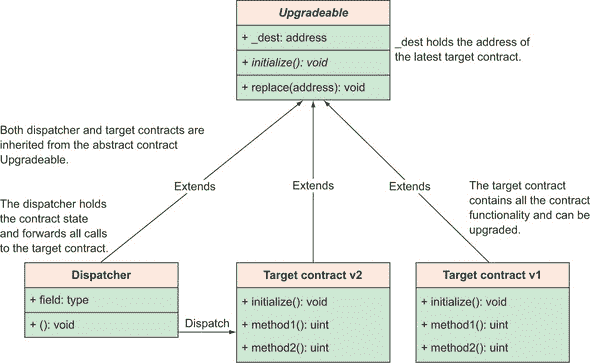 Upgradeable
+ _dest: address
+ initialize(): void
+ replace(address): void
_dest holds the address of
the latest target contract.
Both dispatcher and target contracts are
inherited from the abstract contract
Upgradeable.
Extends
Extends
Extends
The dispatcher holds
the contract state
and forwards all calls
to the target contract.
The target contract
contains all the contract
functionality and can be
upgraded.
Dispatcher
+ field: type
+ (): void
Dispatch
Target contract v2
+ initialize(): void
+ method1(): uint
+ method2(): uint
Target contract v1
+ initialize(): void
+ method1(): uint
+ method2(): uint